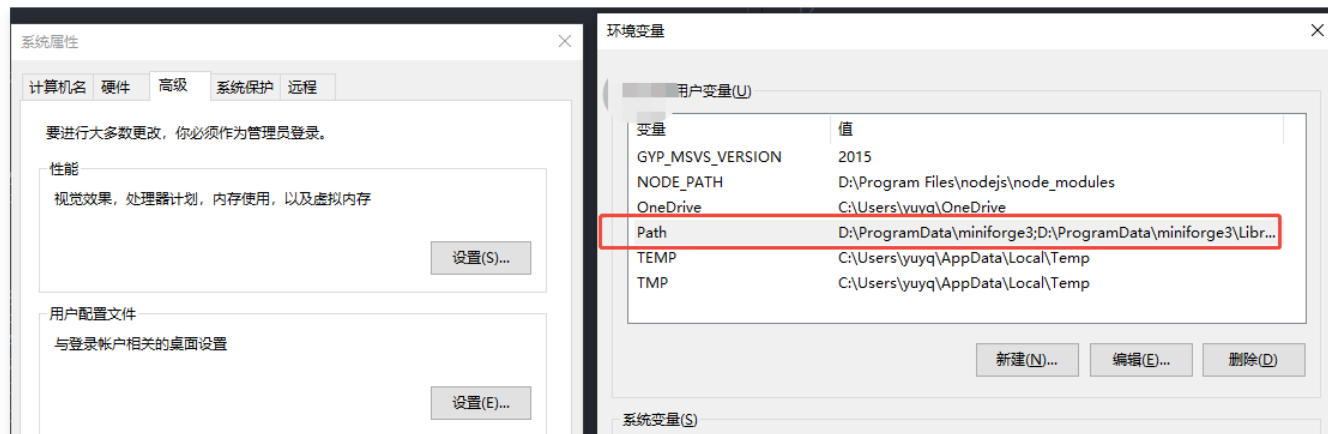 系统属性
计算机名 硬件 高级 系统保护 远程
要进行大多数更改，你必须作为管理员登录。
性能
视觉效果，处理器计划，内存使用，以及虚拟内存
设置(S)...
用户配置文件
与登录帐户相关的桌面设置
设置(E)...
环境变量
用户变量(U)
变量 值
GYP_MSVS_VERSION 2015
NODE_PATH D:\Program Files\nodejs\node_modules
OneDrive C:\Users\yuyq\OneDrive
Path D:\ProgramData\miniforge3;D:\ProgramData\miniforge3\Libr...
TEMP C:\Users\yuyq\AppData\Local\Temp
TMP C:\Users\yuyq\AppData\Local\Temp
新建(N)... 编辑(E)... 删除(D)
系统变量(S)